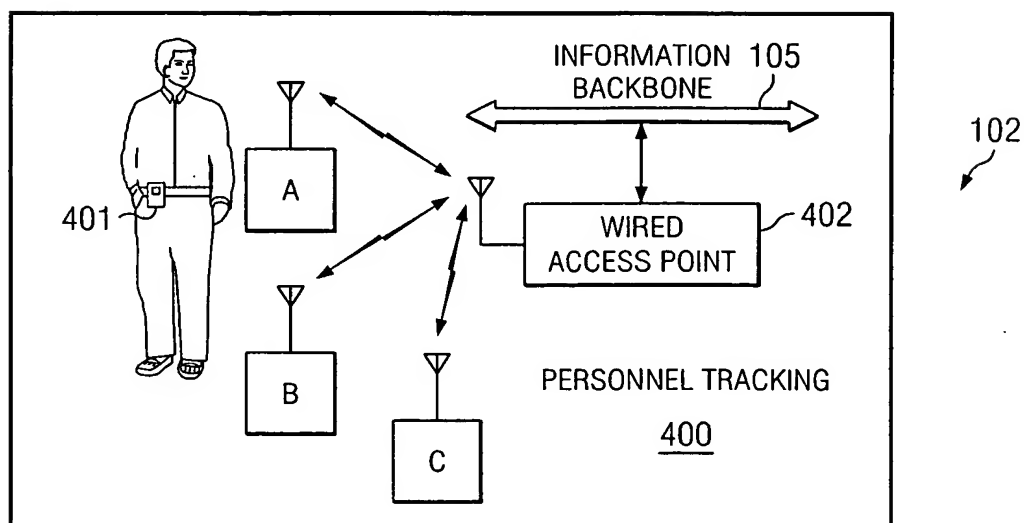 INFORMATION 105
BACKBONE
102
A
401
WIRED
ACCESS POINT
402
B
PERSONNEL TRACKING
C
400